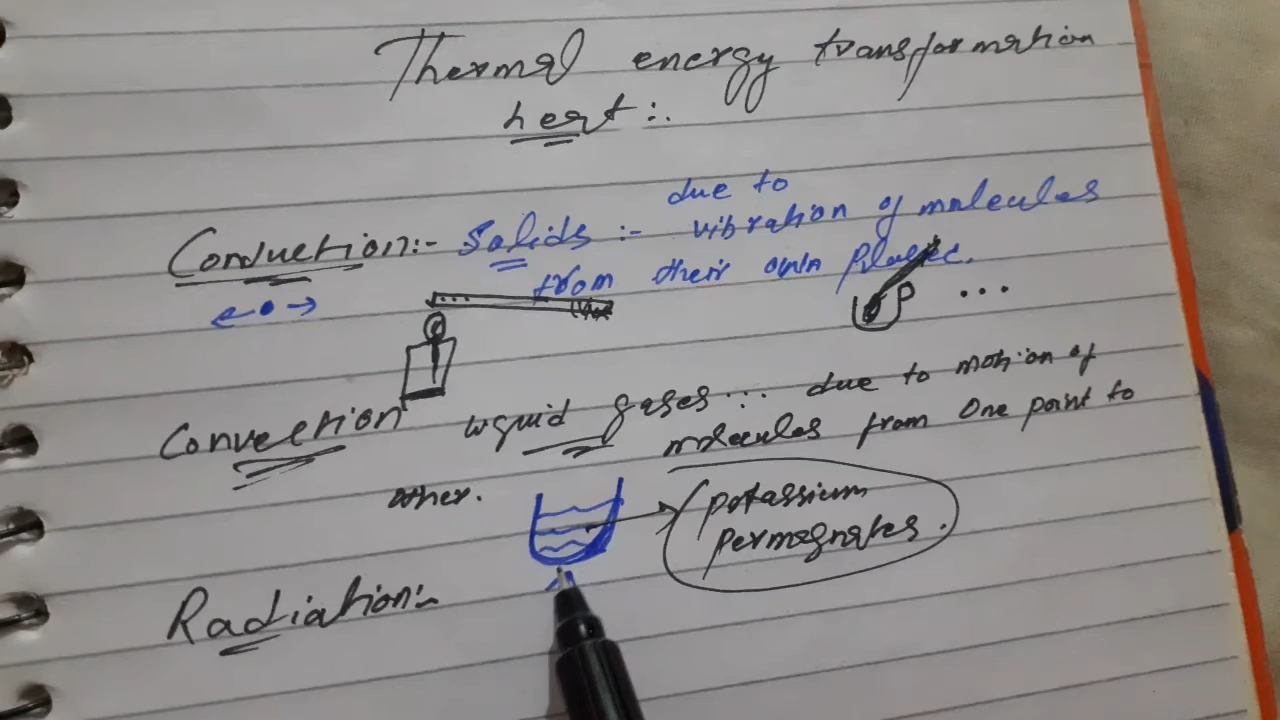 Thermal energy transformation
heat :.
Conduction:- Solids :- due to
vibration of molecules
from their own places.
Convection liquid gases... due to motion of
molecules from one point to
other.
potassium
permagnates.
Radiation:-